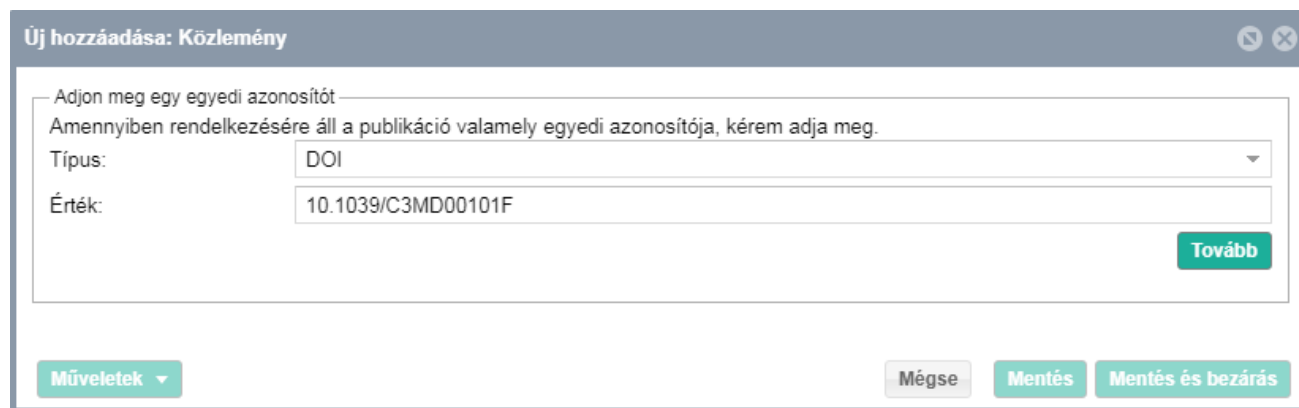 Új hozzáadása: Közlemény
Adjon meg egy egyedi azonosítót
Amennyiben rendelkezésére áll a publikáció valamely egyedi azonosítója, kérem adja meg.
Típus: DOI
Érték: 10.1039/C3MD00101F
Tovább
Műveletek Mégse Mentés Mentés és bezárás